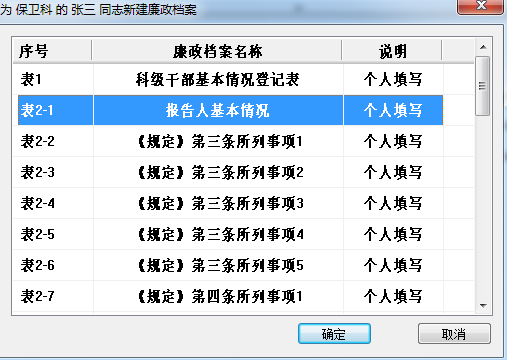 为 保卫科 的 张三 同志新建廉政档案
序号 廉政档案名称 说明
表1 科级干部基本情况登记表 个人填写
表2-1 报告人基本情况 个人填写
表2-2 《规定》第三条所列事项1 个人填写
表2-3 《规定》第三条所列事项2 个人填写
表2-4 《规定》第三条所列事项3 个人填写
表2-5 《规定》第三条所列事项4 个人填写
表2-6 《规定》第三条所列事项5 个人填写
表2-7 《规定》第四条所列事项1 个人填写
确定 取消